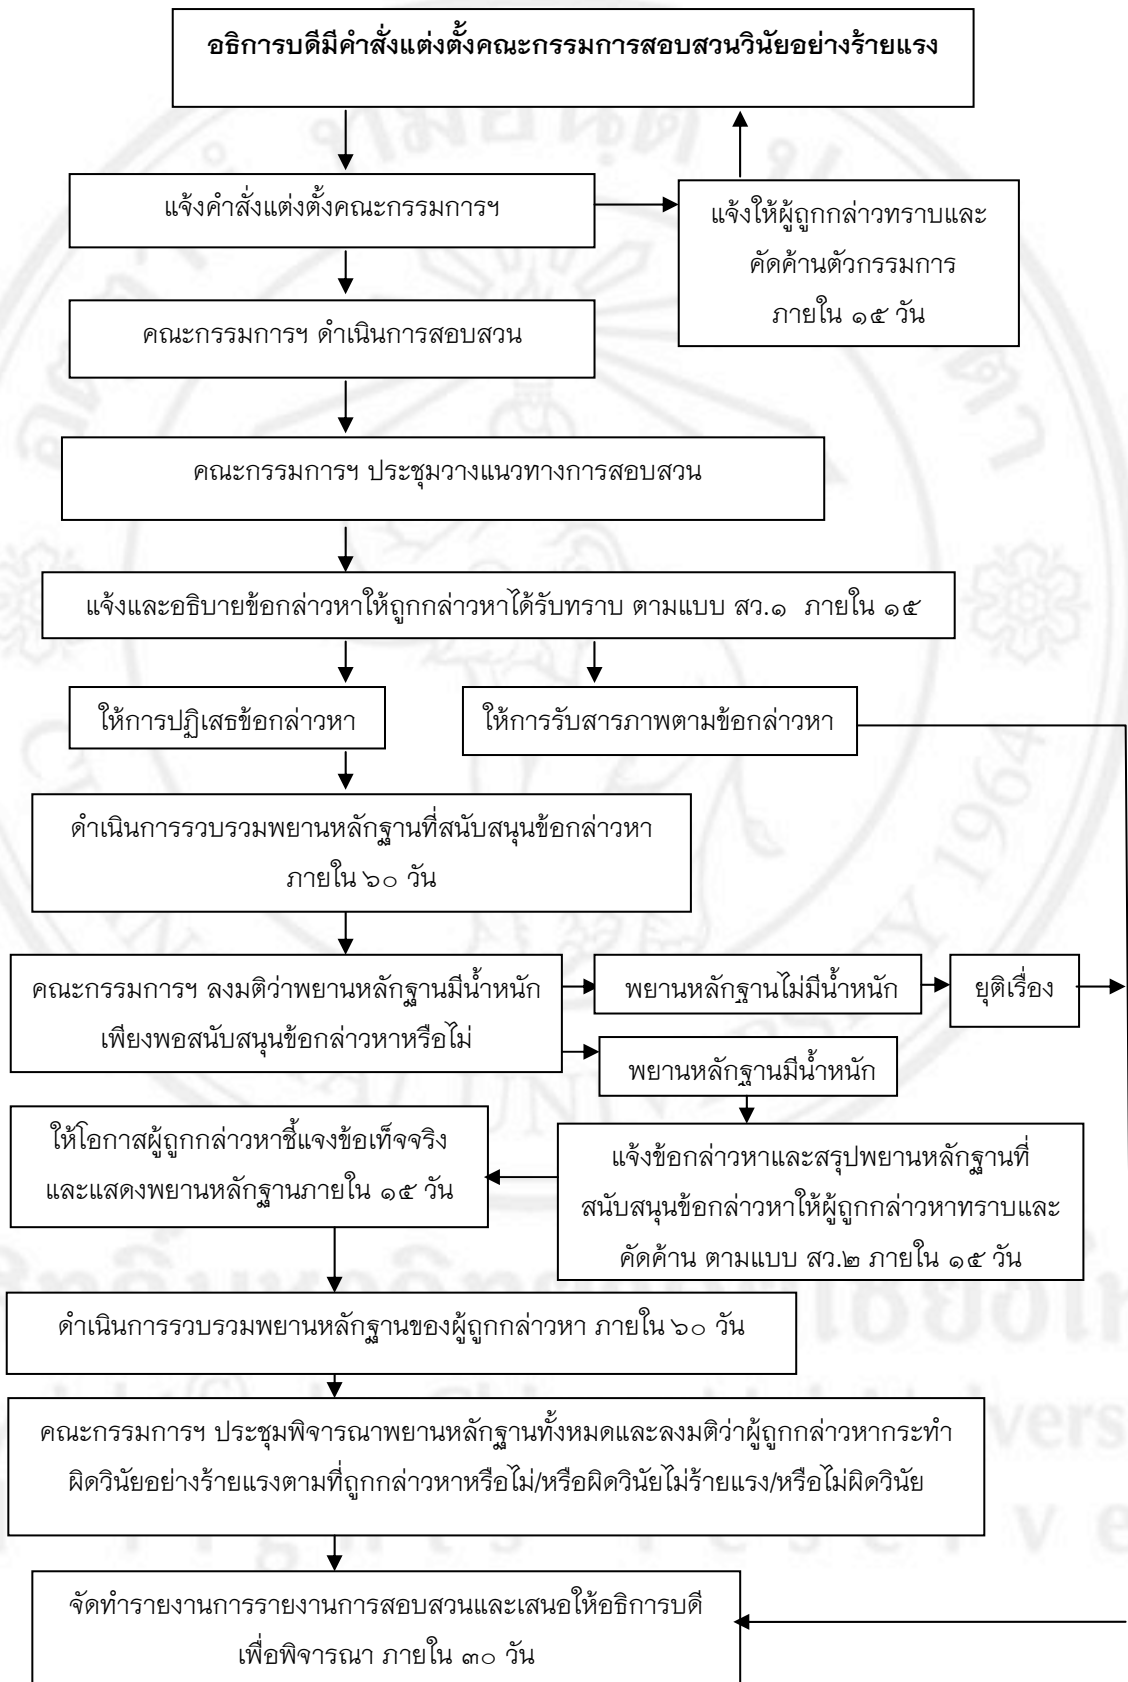 อธิการบดีมีคำสั่งแต่งตั้งคณะกรรมการสอบสวนวินัยอย่างร้ายแรง
แจ้งคำสั่งแต่งตั้งคณะกรรมการฯ
แจ้งให้ผู้ถูกกล่าวทราบและ
คัดค้านตัวกรรมการ
ภายใน ๑๕ วัน
คณะกรรมการฯ ดำเนินการสอบสวน
คณะกรรมการฯ ประชุมวางแนวทางการสอบสวน
แจ้งและอธิบายข้อกล่าวหาให้ถูกกล่าวหาได้รับทราบ ตามแบบ สว.๑ ภายใน ๑๕
ให้การปฏิเสธข้อกล่าวหา
ให้การรับสารภาพตามข้อกล่าวหา
ดำเนินการรวบรวมพยานหลักฐานที่สนับสนุนข้อกล่าวหา
ภายใน ๖๐ วัน
คณะกรรมการฯ ลงมติว่าพยานหลักฐานมีน้ำหนัก
เพียงพอสนับสนุนข้อกล่าวหาหรือไม่
พยานหลักฐานไม่มีน้ำหนัก
ยุติเรื่อง
พยานหลักฐานมีน้ำหนัก
แจ้งข้อกล่าวหาและสรุปพยานหลักฐานที่
สนับสนุนข้อกล่าวหาให้ผู้ถูกกล่าวหาทราบและ
คัดค้าน ตามแบบ สว.๒ ภายใน ๑๕ วัน
ให้โอกาสผู้ถูกกล่าวหาชี้แจงข้อเท็จจริง
และแสดงพยานหลักฐานภายใน ๑๕ วัน
ดำเนินการรวบรวมพยานหลักฐานของผู้ถูกกล่าวหา ภายใน ๖๐ วัน
คณะกรรมการฯ ประชุมพิจารณาพยานหลักฐานทั้งหมดและลงมติว่าผู้ถูกกล่าวหากระทำ
ผิดวินัยอย่างร้ายแรงตามที่ถูกกล่าวหาหรือไม่/หรือผิดวินัยไม่ร้ายแรง/หรือไม่ผิดวินัย
จัดทำรายงานการรายงานการสอบสวนและเสนอให้อธิการบดี
เพื่อพิจารณา ภายใน ๓๐ วัน